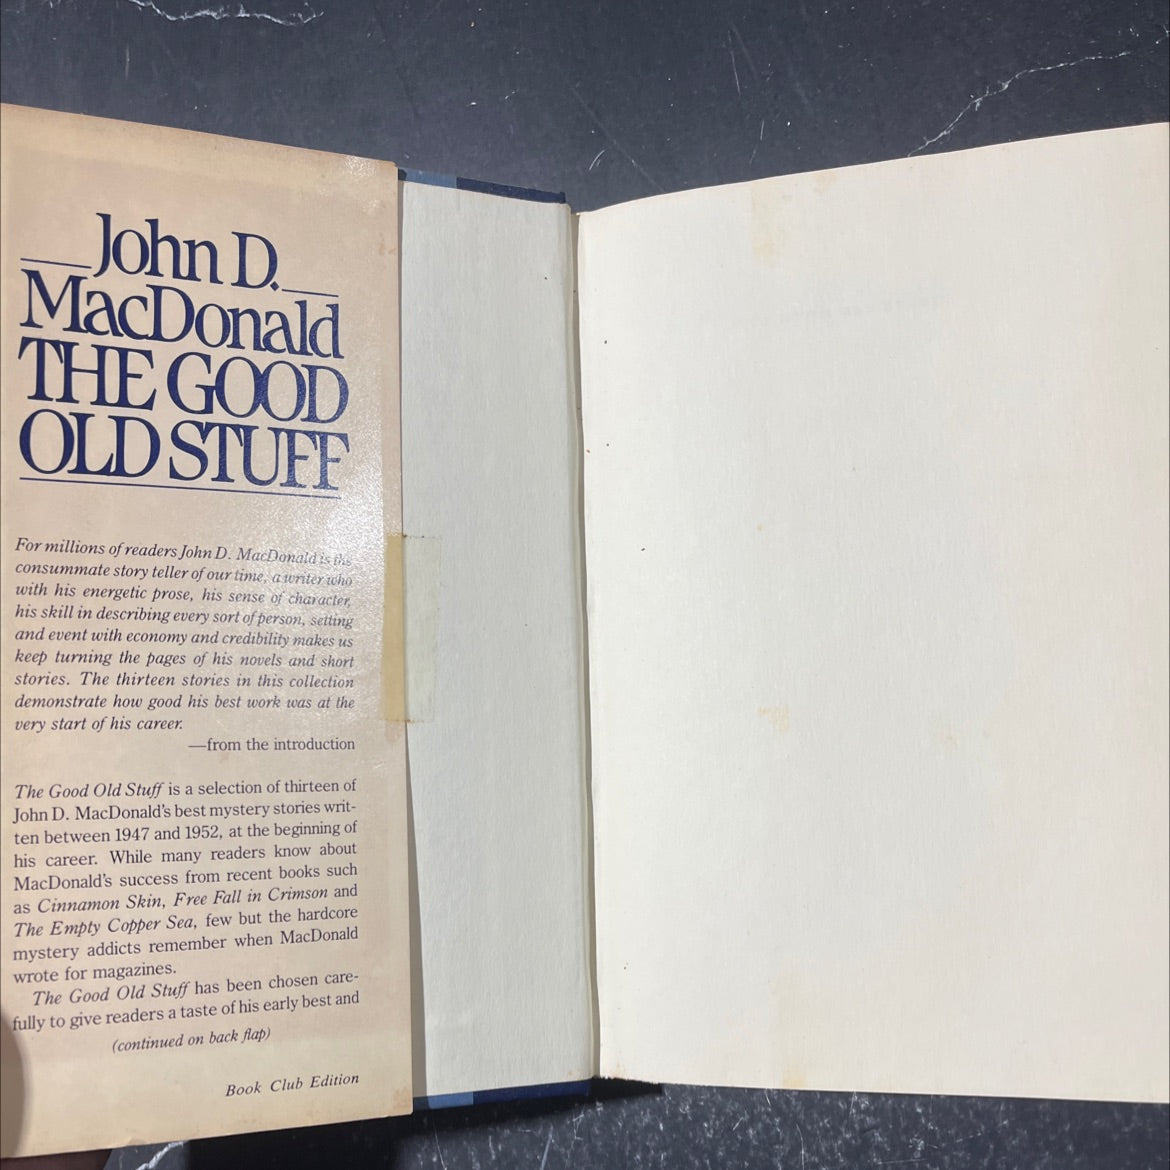 John D.
MacDonald
THE GOOD
OLD STUFF
For millions of readers John D. MacDonald is the
consummate story teller of our time, a writer who
with his energetic prose, his sense of character,
his skill in describing every sort of person, setting
and event with economy and credibility makes us
keep turning the pages of his novels and short
stories. The thirteen stories in this collection
demonstrate how good his best work was at the
very start of his career.
—from the introduction
The Good Old Stuff is a selection of thirteen of
John D. MacDonald's best mystery stories writ-
ten between 1947 and 1952, at the beginning of
his career. While many readers know about
MacDonald's success from recent books such
as Cinnamon Skin, Free Fall in Crimson and
The Empty Copper Sea, few but the hardcore
mystery addicts remember when MacDonald
wrote for magazines.
The Good Old Stuff has been chosen care-
fully to give readers a taste of his early best and
(continued on back flap)
Book Club Edition